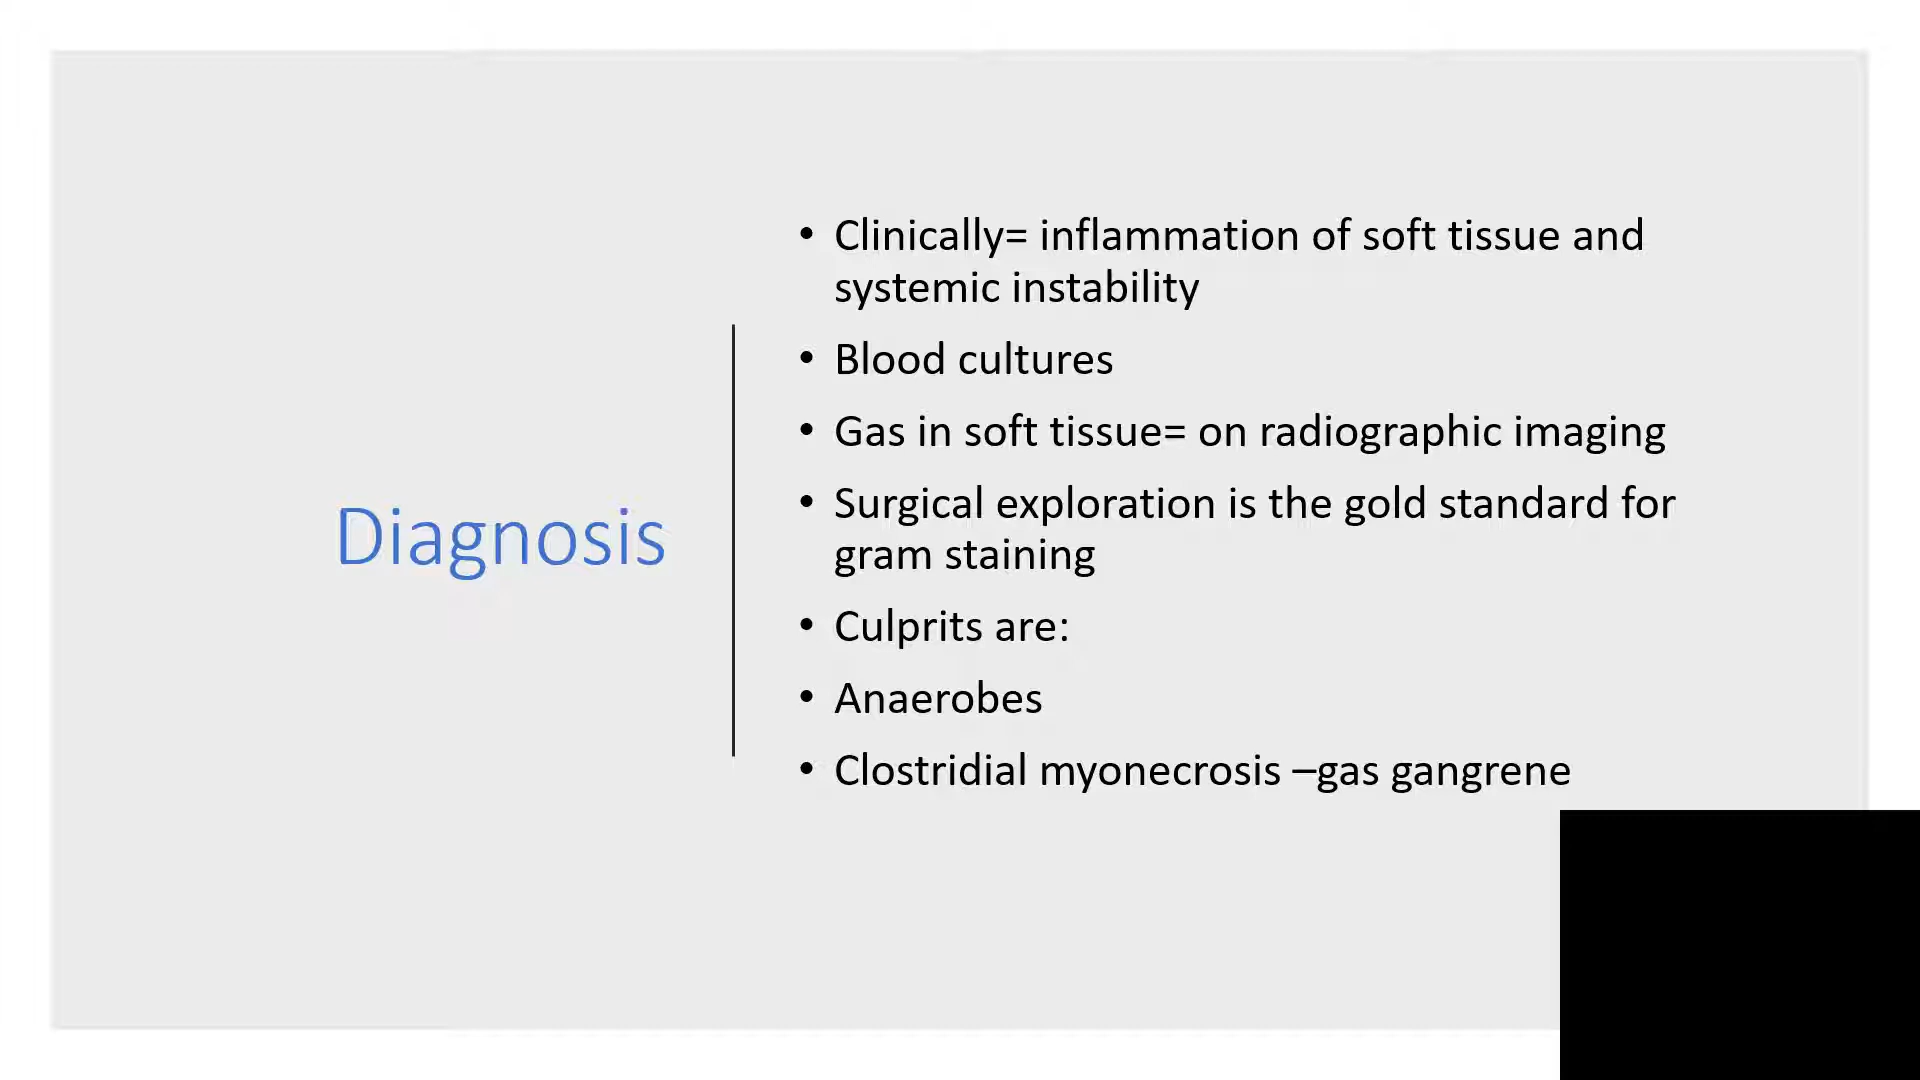 Diagnosis
• Clinically= inflammation of soft tissue and
systemic instability
• Blood cultures
• Gas in soft tissue= on radiographic imaging
• Surgical exploration is the gold standard for
gram staining
• Culprits are:
• Anaerobes
• Clostridial myonecrosis –gas gangrene